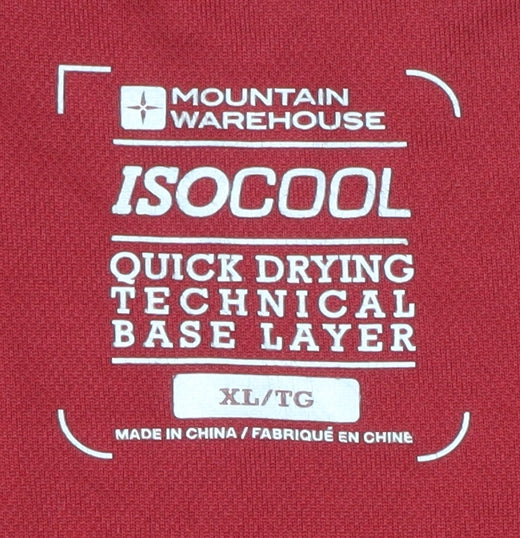 MOUNTAIN
WAREHOUSE
ISOCOOL
QUICK DRYING
TECHNICAL
BASE LAYER
XL/TG
MADE IN CHINA / FABRIQUÉ EN CHINE